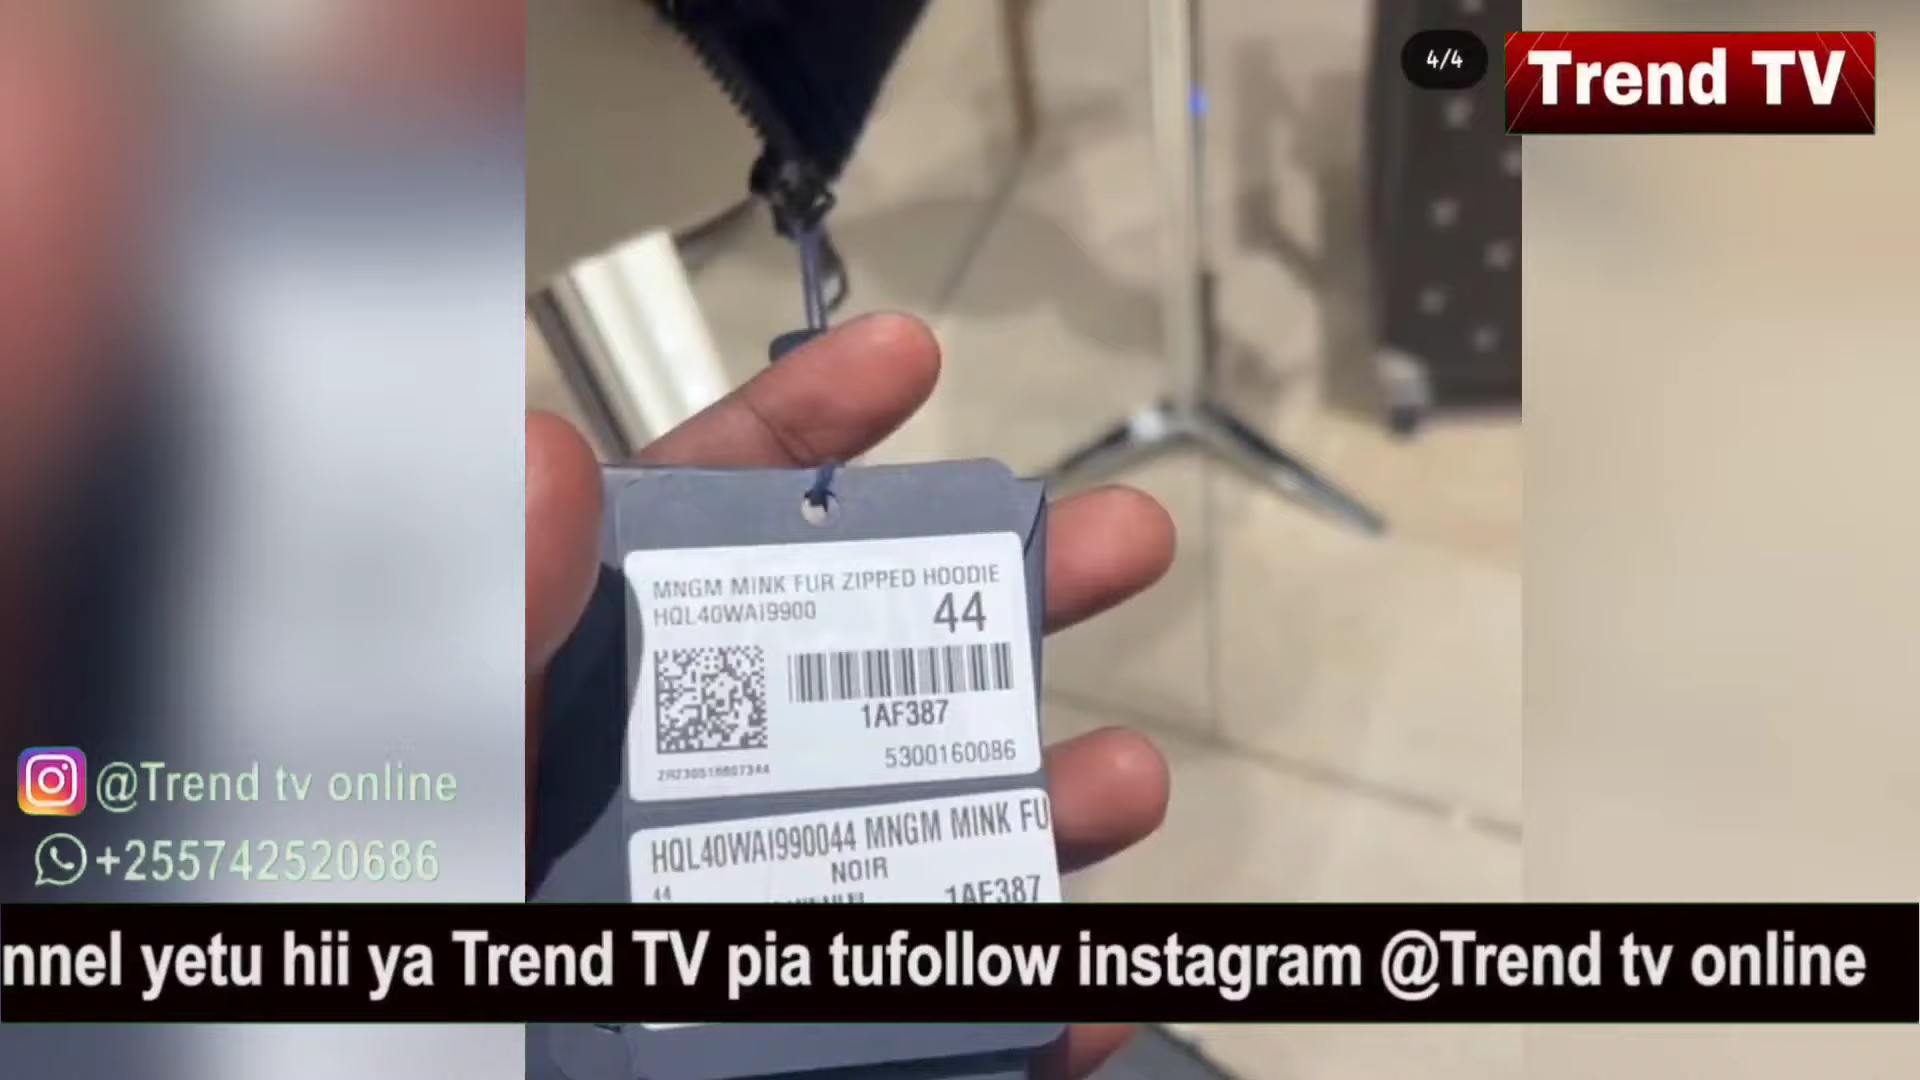 4/4
Trend TV
MNGM MINK FUR ZIPPED HOODIE
HQL40WAI9900
44
1AF387
5300160086
HQL40WAI990044 MNGM MINK FU
NOIR
44
1AF387
@Trend tv online
+255742520686
nnel yetu hii ya Trend TV pia tufollow instagram @Trend tv online